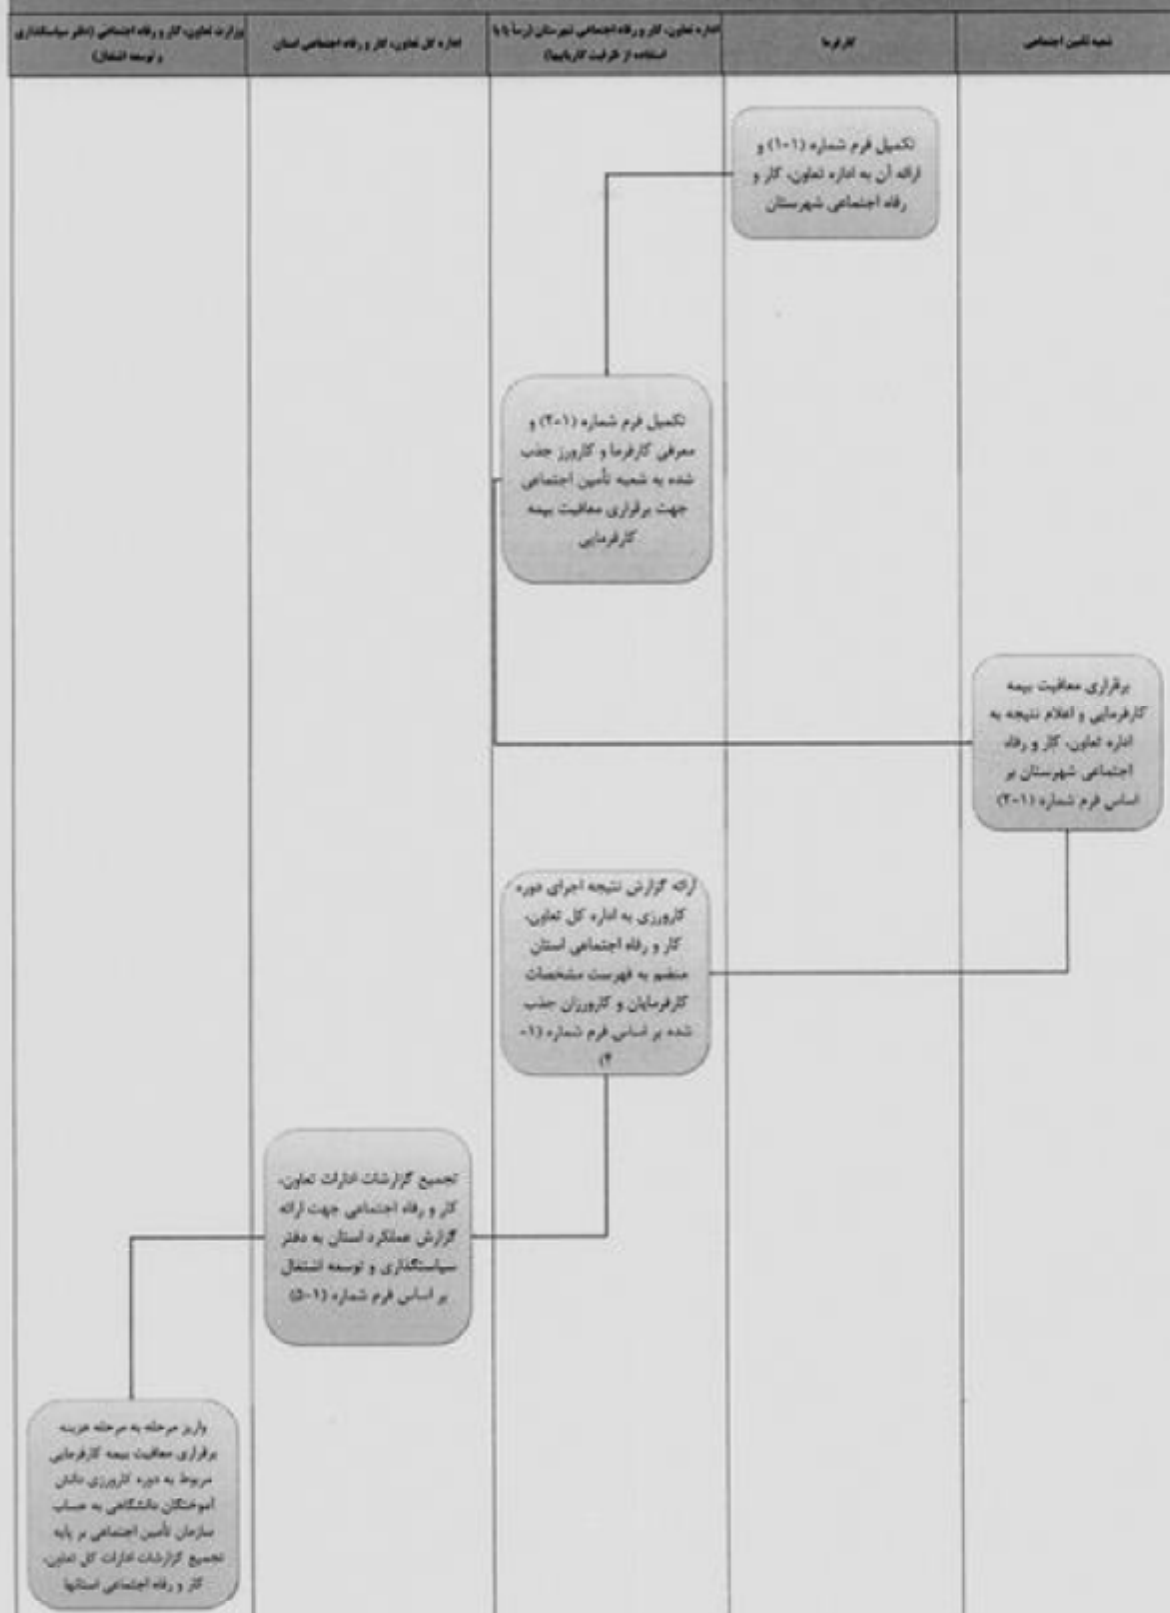 شعبه تأمین اجتماعی
کارفرما
اداره تعاون، کار و رفاه اجتماعی شهرستان (رساً یا با
استفاده از ظرفیت کاریابیها)
اداره کل تعاون، کار و رفاه اجتماعی استان
وزارت تعاون، کار و رفاه اجتماعی (دفتر سیاستگذاری
و توسعه اشتغال)
تکمیل فرم شماره (۱-۱) و
ارائه آن به اداره تعاون، کار و
رفاه اجتماعی شهرستان
تکمیل فرم شماره (۱-۲) و
معرفی کارفرما و کارورز جذب
شده به شعبه تأمین اجتماعی
جهت برقراری معافیت بیمه
کارفرمایی
برقراری معافیت بیمه
کارفرمایی و اعلام نتیجه به
اداره تعاون، کار و رفاه
اجتماعی شهرستان بر
اساس فرم شماره (۱-۳)
ارائه گزارش نتیجه اجرای دوره
کارورزی به اداره کل تعاون،
کار و رفاه اجتماعی استان
منضم به فهرست مشخصات
کارفرمایان و کارورزان جذب
شده بر اساس فرم شماره (۱-
۴)
تجمیع گزارشات ادارات تعاون،
کار و رفاه اجتماعی جهت ارائه
گزارش عملکرد استان به دفتر
سیاستگذاری و توسعه اشتغال
بر اساس فرم شماره (۱-۵)
واریز مرحله به مرحله هزینه
برقراری معافیت بیمه کارفرمایی
مربوط به دوره کارورزی دانش
آموختگان دانشگاهی به حساب
سازمان تأمین اجتماعی بر پایه
تجمیع گزارشات ادارات کل تعاون،
کار و رفاه اجتماعی استانها